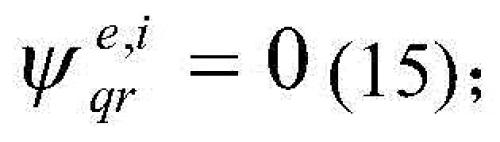 ψ_{qr}^{e,i} = 0 (15);